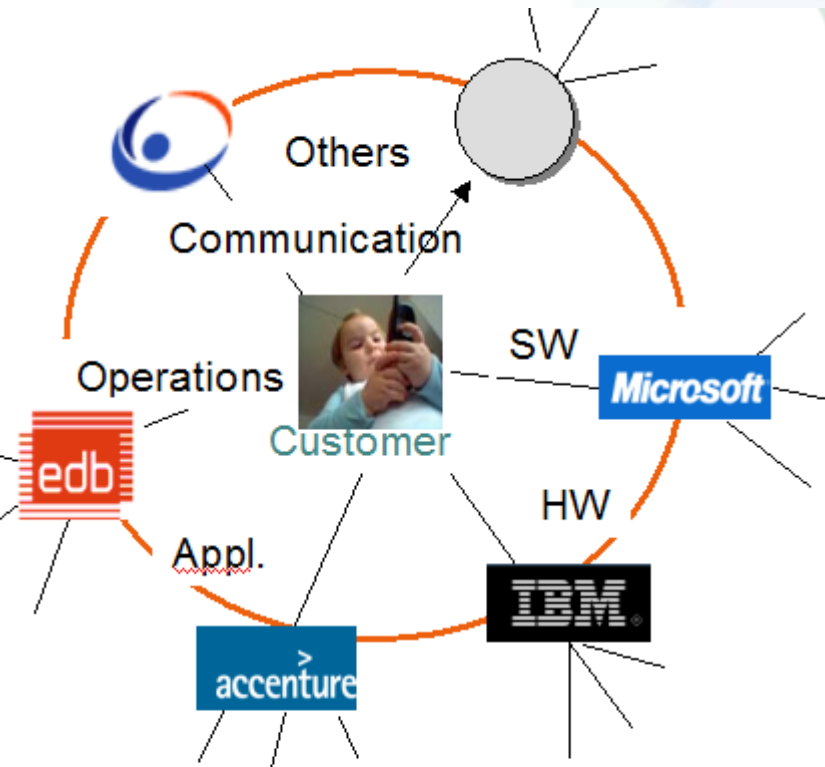 Others
Communication
SW
Microsoft
Operations
Customer
edb
HW
Appl.
IBM®
>
accenture